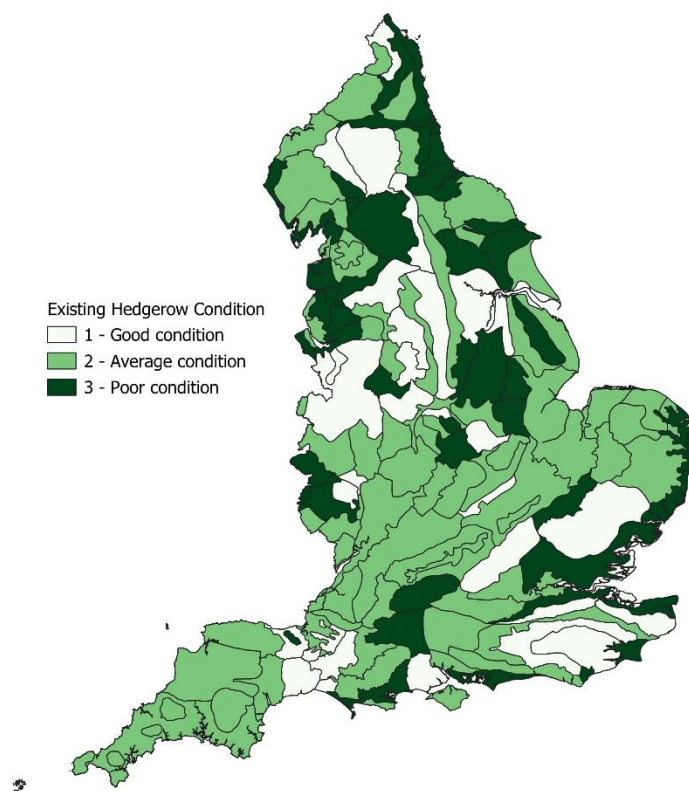 Existing Hedgerow Condition
1 - Good condition
2 - Average condition
3 - Poor condition